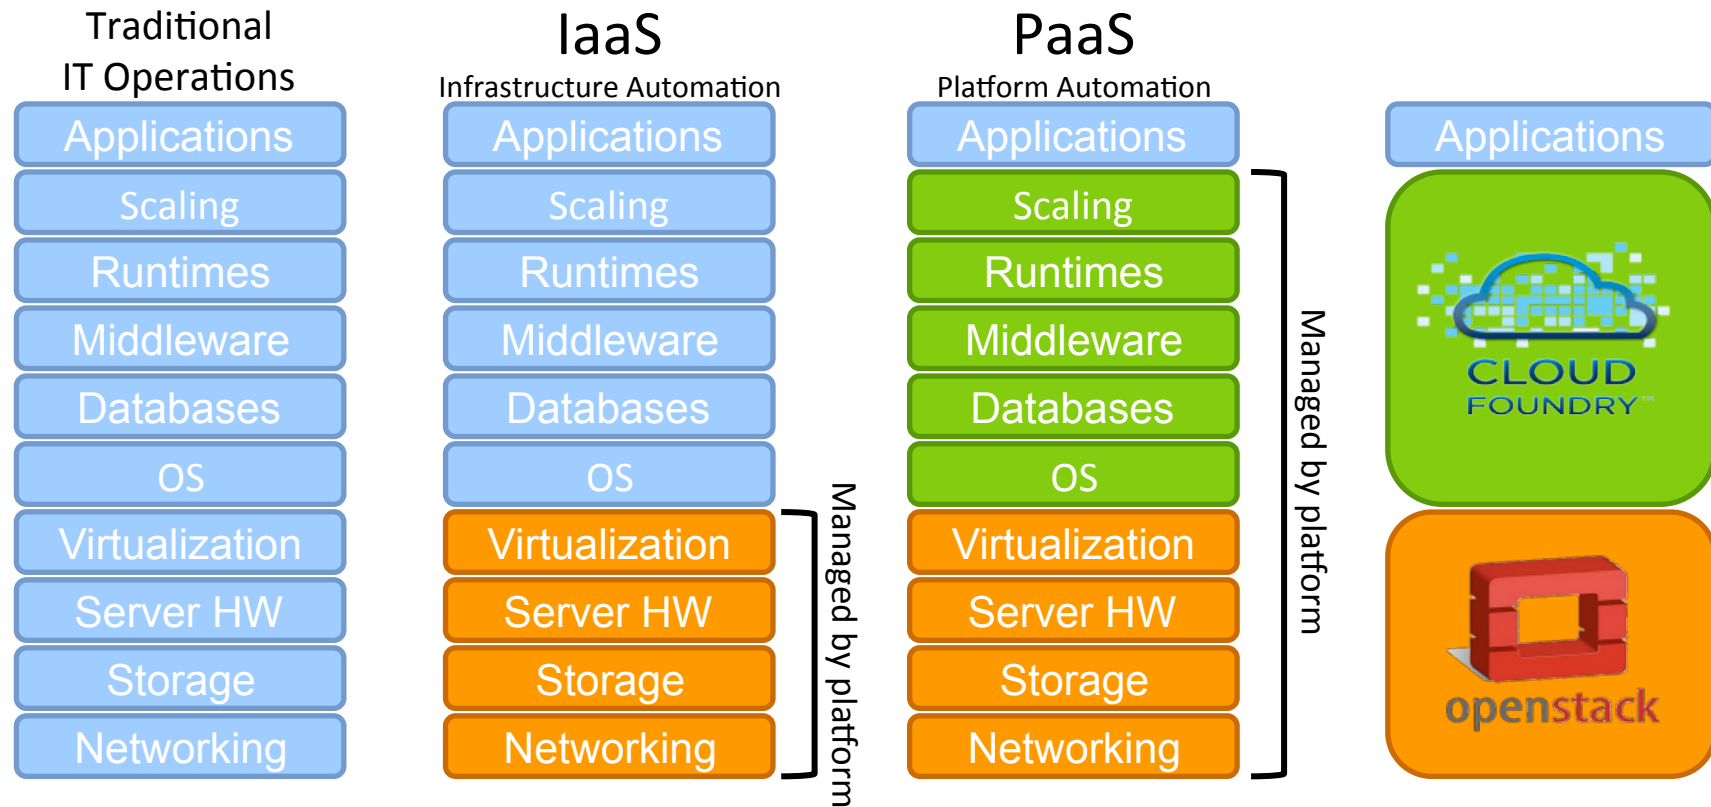 Traditional
IT Operations
Applications
Scaling
Runtimes
Middleware
Databases
OS
Virtualization
Server HW
Storage
Networking
IaaS
Infrastructure Automation
Applications
Scaling
Runtimes
Middleware
Databases
OS
Virtualization
Server HW
Storage
Networking
Managed by platform
PaaS
Platform Automation
Applications
Scaling
Runtimes
Middleware
Databases
OS
Virtualization
Server HW
Storage
Networking
Managed by platform
Applications
CLOUD
FOUNDRY™
openstack